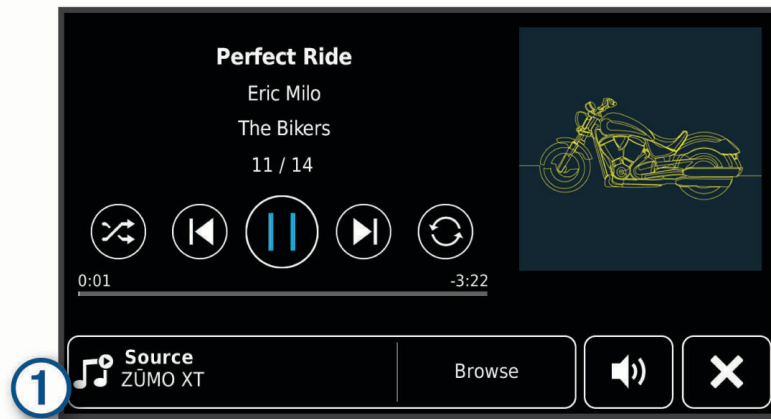 Perfect Ride
Eric Milo
The Bikers
11 / 14
0:01 -3:22
Source
ZŪMO XT
Browse
1